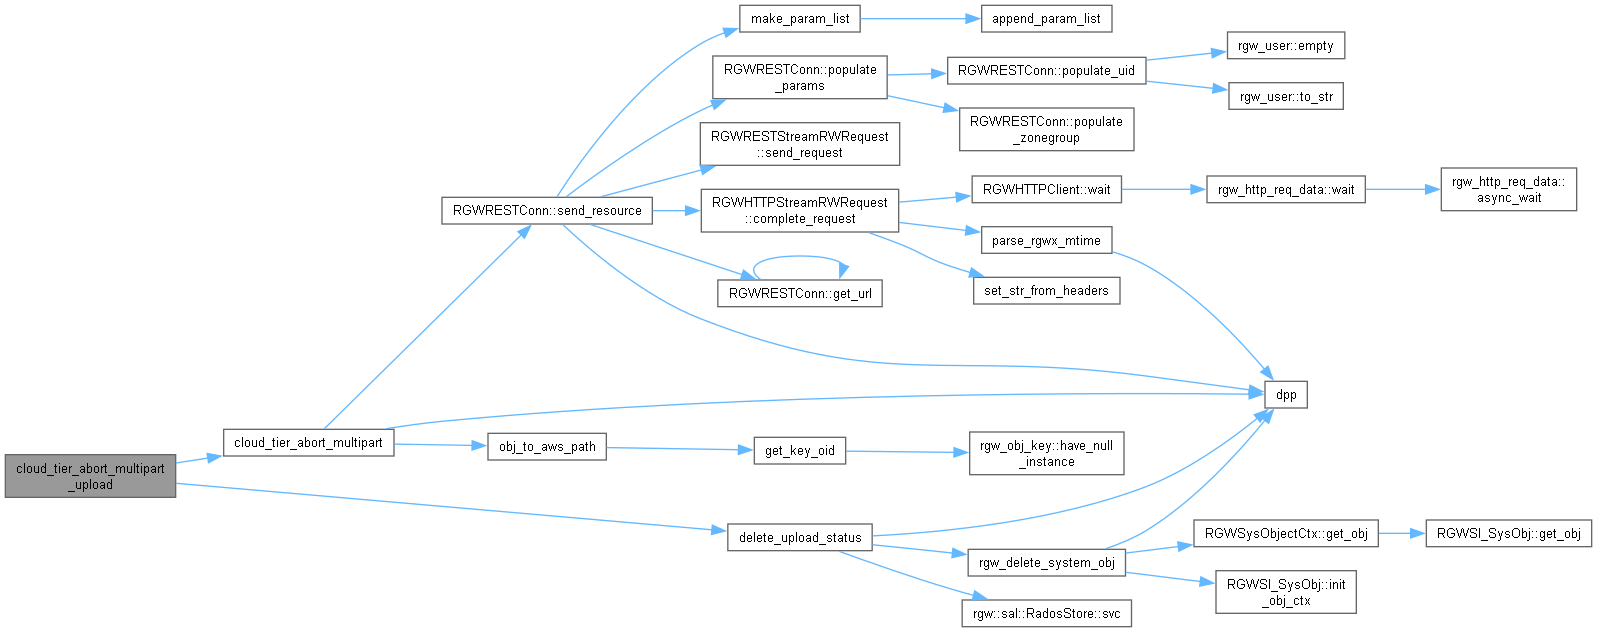 make_param_list
append_param_list
rgw_user::empty
RGWRESTConn::populate
_params
RGWRESTConn::populate_uid
rgw_user::to_str
RGWRESTConn::populate
_zonegroup
RGWRESTStreamRWRequest
::send_request
RGWRESTConn::send_resource
RGWHTTPStreamRWRequest
::complete_request
RGWHTTPClient::wait
rgw_http_req_data::wait
rgw_http_req_data::
async_wait
parse_rgwx_mtime
RGWRESTConn::get_url
set_str_from_headers
dpp
cloud_tier_abort_multipart
obj_to_aws_path
get_key_oid
rgw_obj_key::have_null
_instance
cloud_tier_abort_multipart
_upload
delete_upload_status
rgw_delete_system_obj
RGWSysObjectCtx::get_obj
RGWSI_SysObj::get_obj
RGWSI_SysObj::init
_obj_ctx
rgw::sal::RadosStore::svc